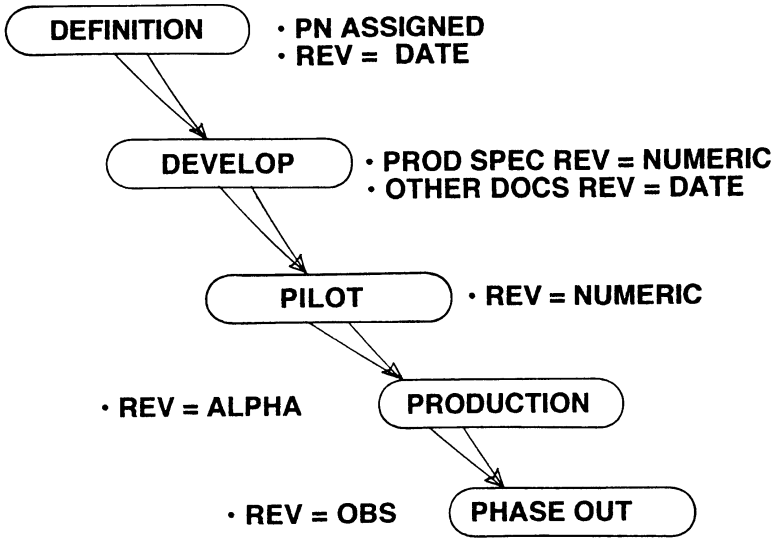 DEFINITION
• PN ASSIGNED
• REV = DATE
DEVELOP
• PROD SPEC REV = NUMERIC
• OTHER DOCS REV = DATE
PILOT
• REV = NUMERIC
• REV = ALPHA
PRODUCTION
• REV = OBS
PHASE OUT